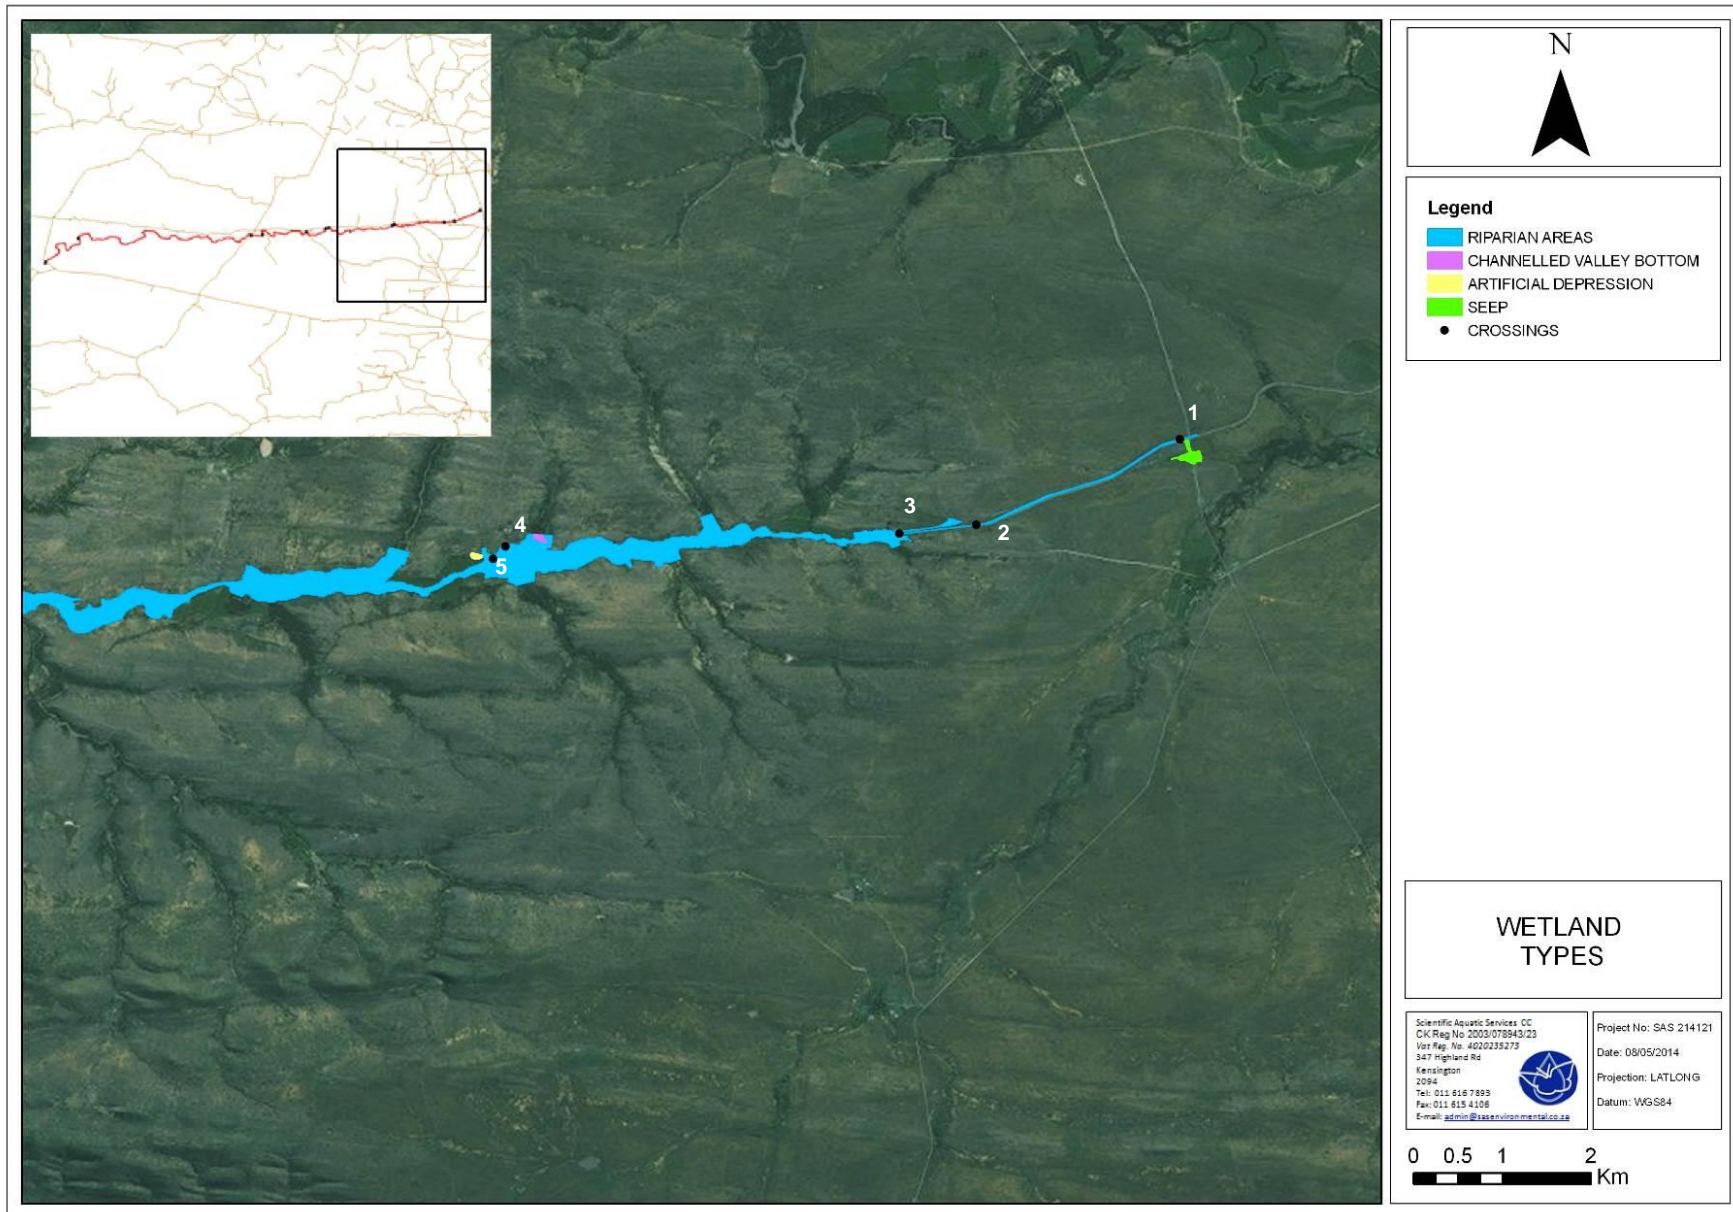 1
3
2
4
5
N
Legend
RIPARIAN AREAS
CHANNELLED VALLEY BOTTOM
ARTIFICIAL DEPRESSION
SEEP
CROSSINGS
WETLAND
TYPES
Scientific Aquatic Services CC
CK Reg No 2003/078943/23
Vat Reg. No. 4020235273
347 Highland Rd
Kensington
2094
Tel: 011 616 7893
Fax: 011 615 4106
E-mail: admin@sasenvironmental.co.za
Project No: SAS 214121
Date: 08/05/2014
Projection: LATLONG
Datum: WGS84
0 0.5 1 2
Km